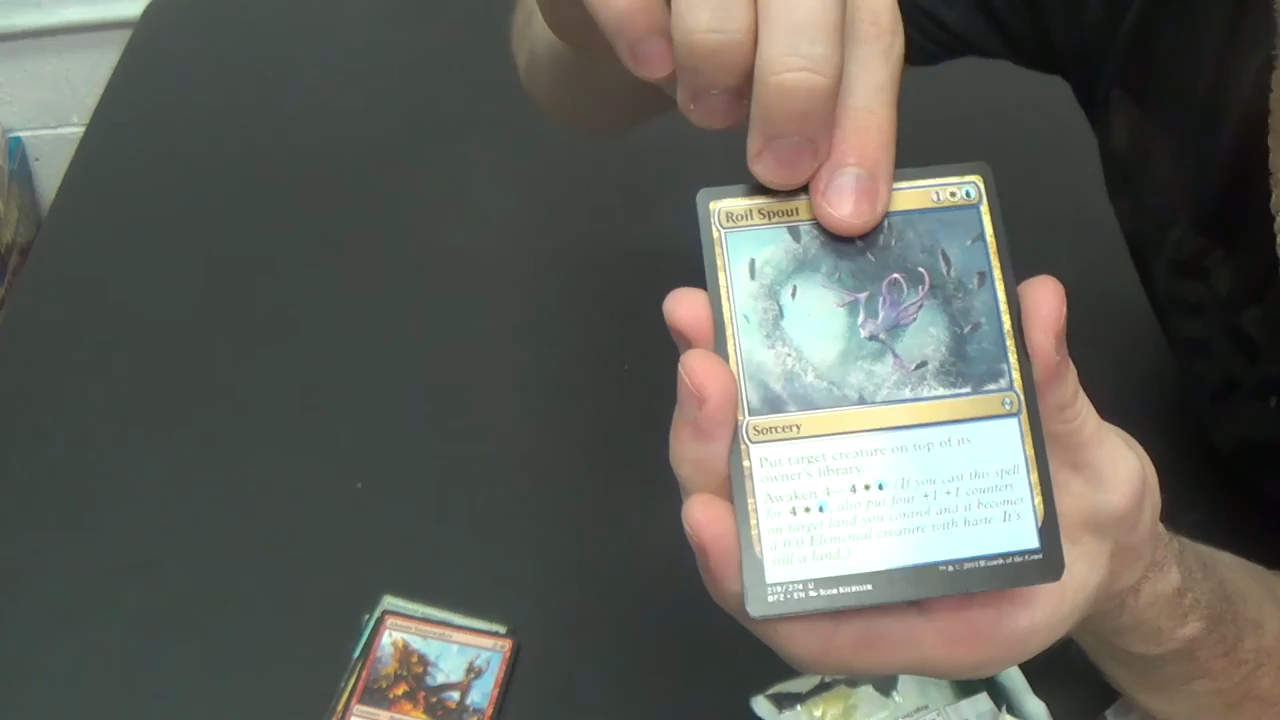 Roil Spout
1
Sorcery
Put target creature on top of its
owner's library.
Awaken 4—4 (If you cast this spell
for 4, also put four +1/+1 counters
on target land you control and it becomes
a 0/0 Elemental creature with haste. It's
still a land.)
219/274 U
BFZ • EN
™ & © 2015 Wizards of the Coast